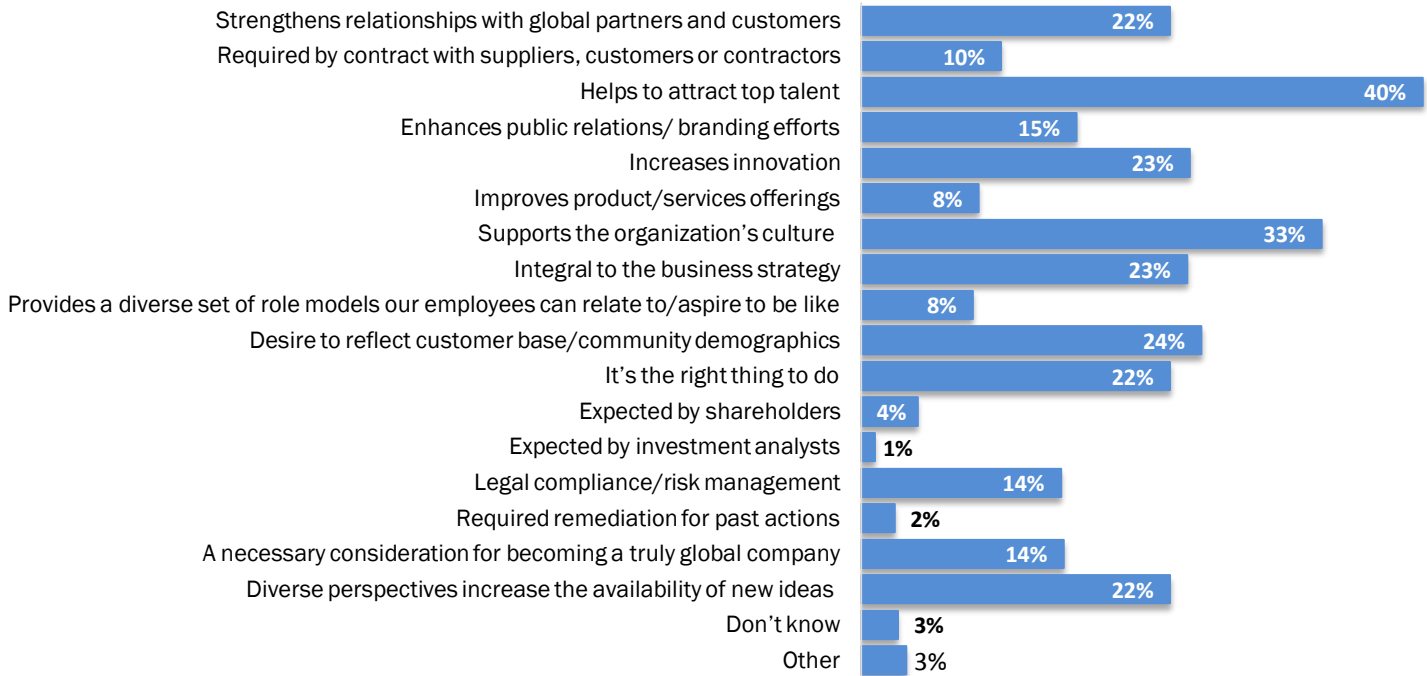 Strengthens relationships with global partners and customers 22%
Required by contract with suppliers, customers or contractors 10%
Helps to attract top talent 40%
Enhances public relations/ branding efforts 15%
Increases innovation 23%
Improves product/services offerings 8%
Supports the organization’s culture 33%
Integral to the business strategy 23%
Provides a diverse set of role models our employees can relate to/aspire to be like 8%
Desire to reflect customer base/community demographics 24%
It’s the right thing to do 22%
Expected by shareholders 4%
Expected by investment analysts 1%
Legal compliance/risk management 14%
Required remediation for past actions 2%
A necessary consideration for becoming a truly global company 14%
Diverse perspectives increase the availability of new ideas 22%
Don’t know 3%
Other 3%